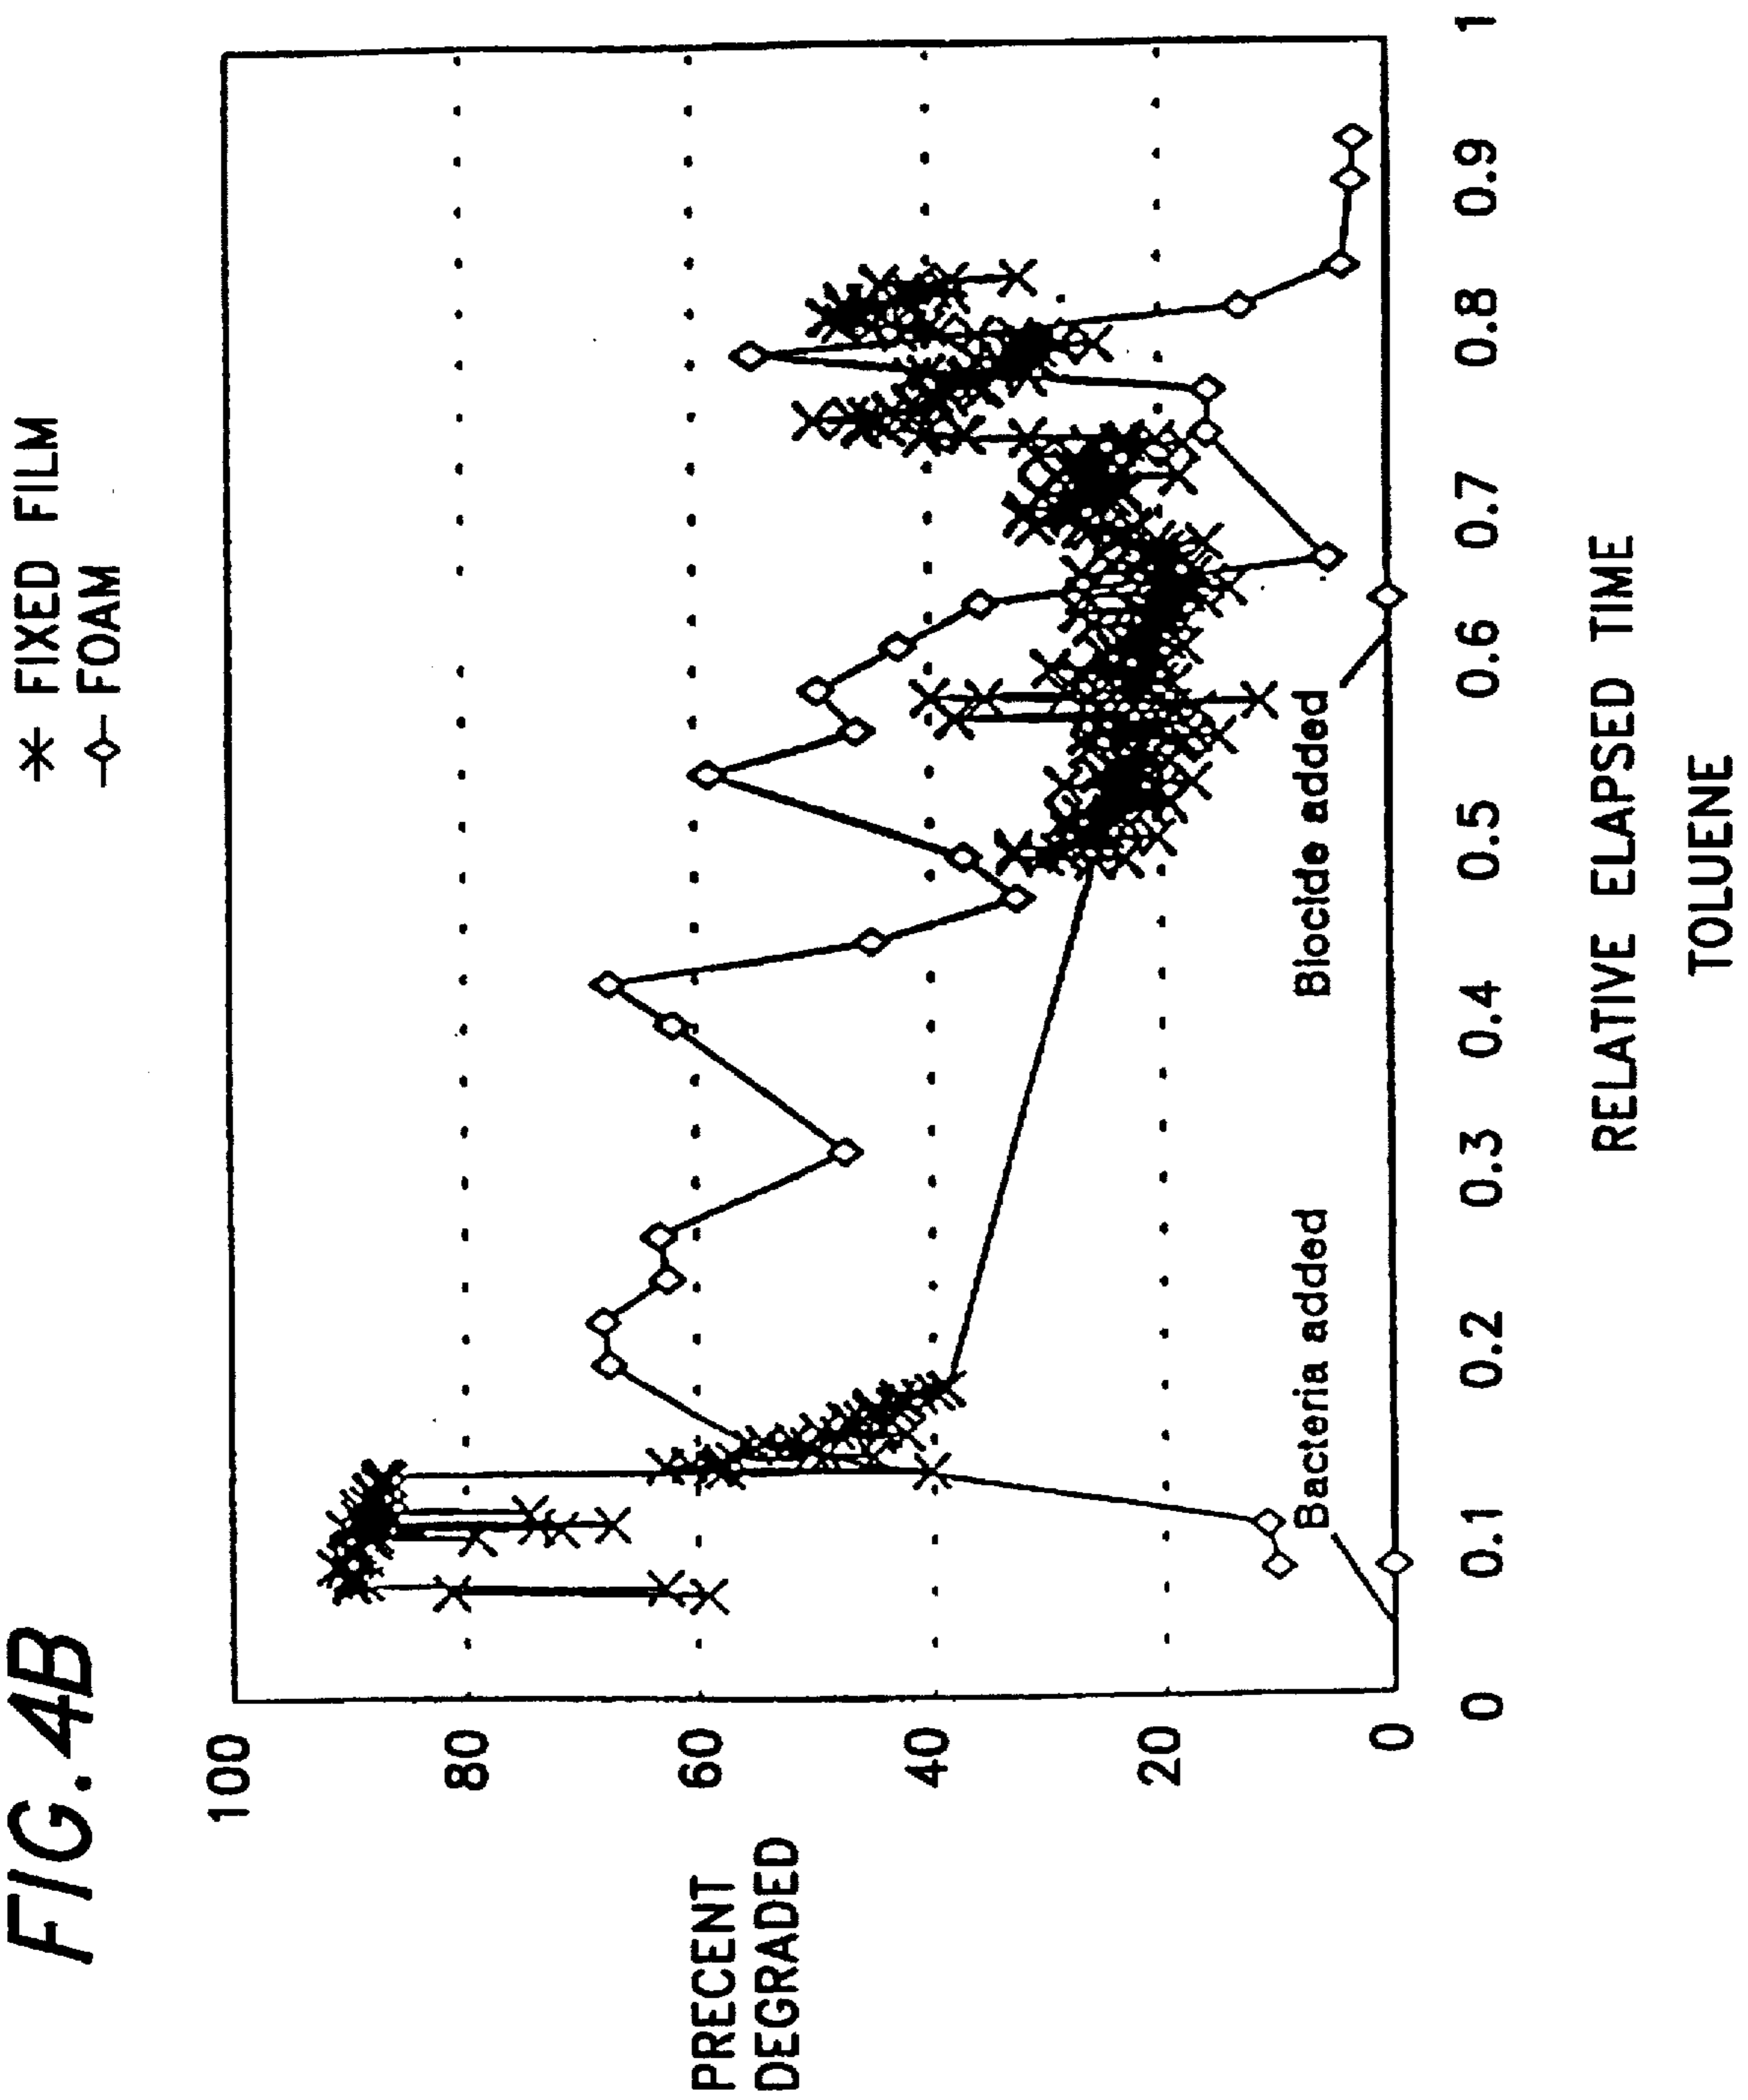 FIG. 4B
FIXED FILM
FOAM
PRECENT
DEGRADED
100
80
60
40
20
0
Bacteria added
Biocide added
0 0.1 0.2 0.3 0.4 0.5 0.6 0.7 0.8 0.9 1
RELATIVE ELAPSED TIME
TOLUENE